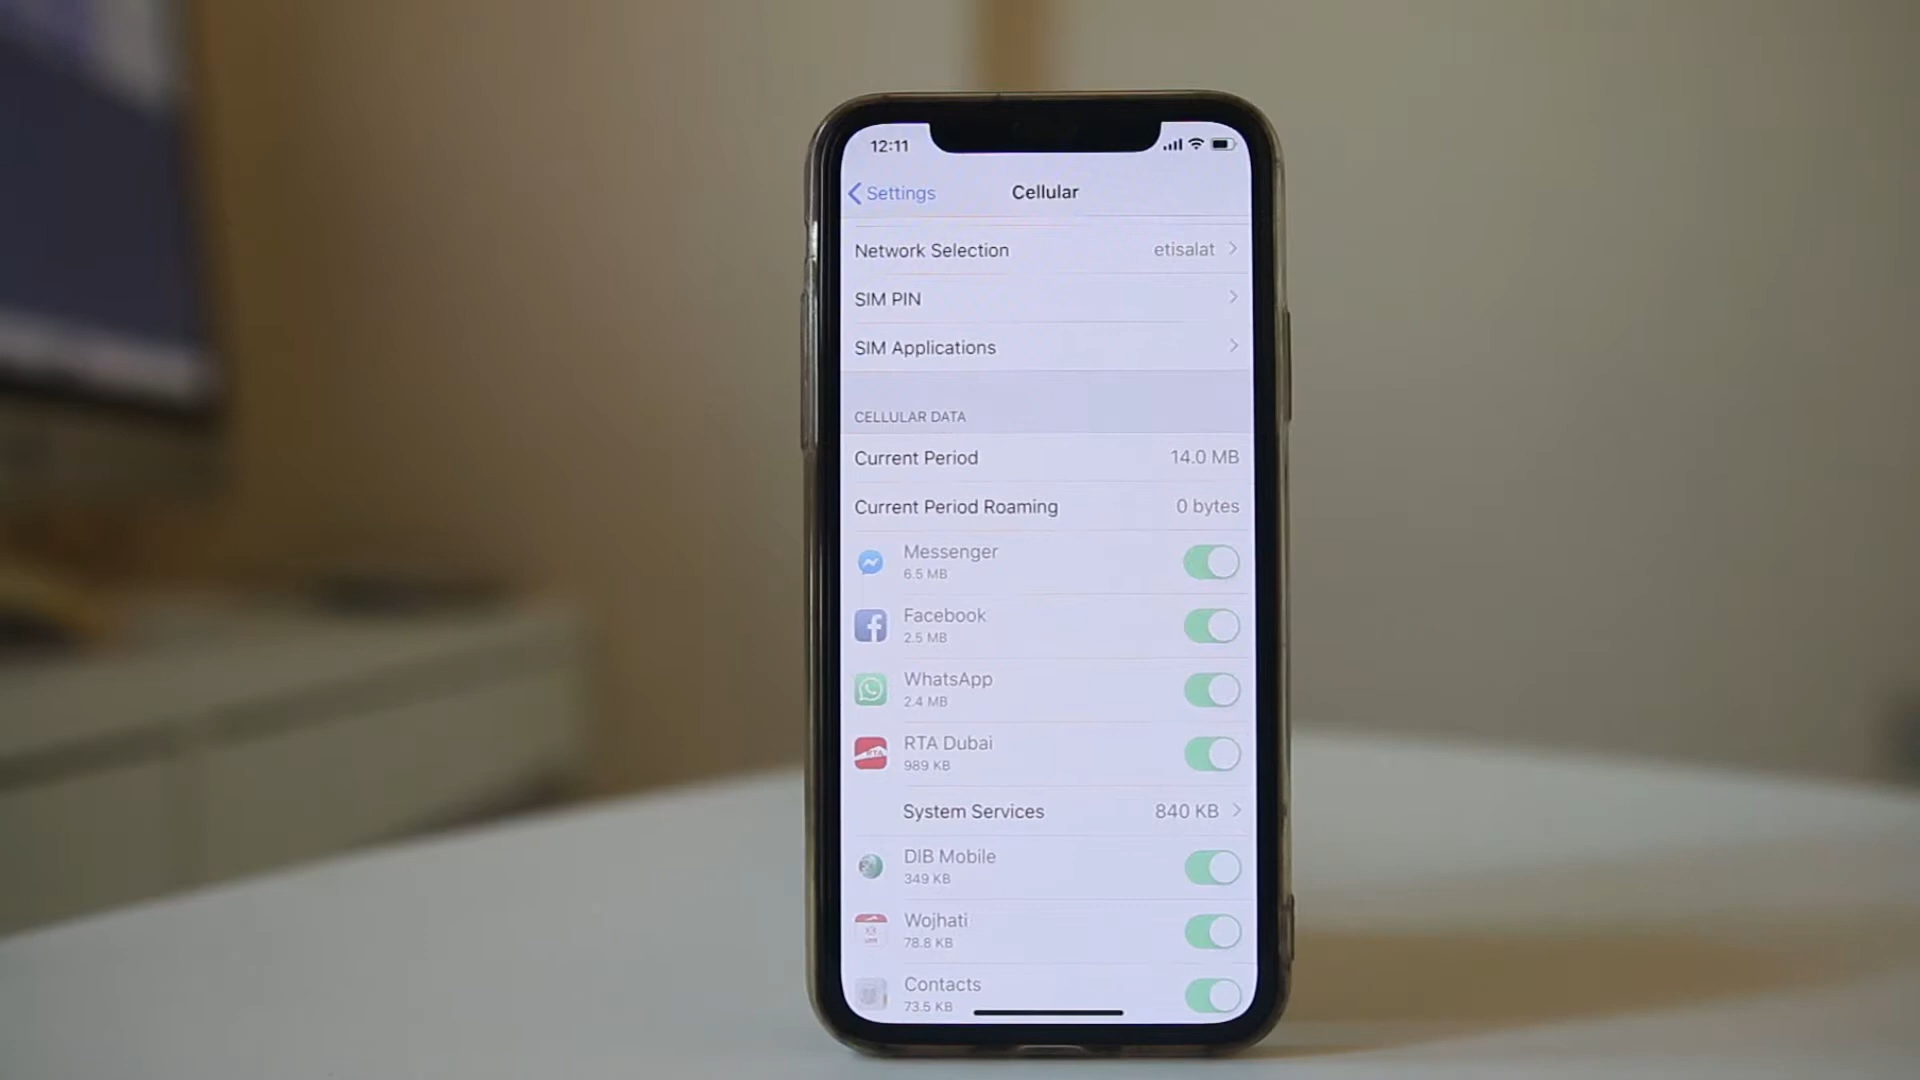 12:11
Settings
Cellular
Network Selection etisalat
SIM PIN
SIM Applications
CELLULAR DATA
Current Period 14.0 MB
Current Period Roaming 0 bytes
Messenger
6.5 MB
Facebook
2.5 MB
WhatsApp
2.4 MB
RTA
RTA Dubai
989 KB
System Services 840 KB
DIB Mobile
349 KB
Wojhati
78.8 KB
Contacts
73.5 KB